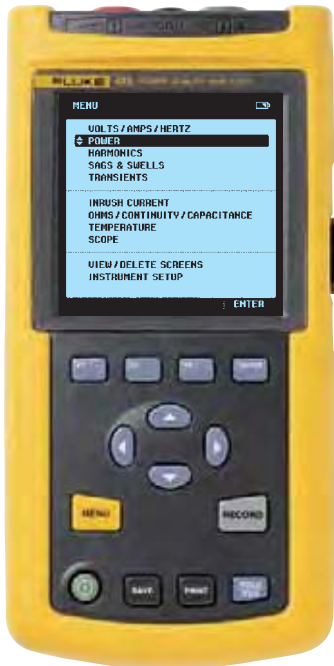 FLUKE
MENU
VOLTS/AMPS/HERTZ
POWER
HARMONICS
SAGS & SWELLS
TRANSIENTS
INRUSH CURRENT
OHMS/CONTINUITY/CAPACITANCE
TEMPERATURE
SCOPE
VIEW/DELETE SCREENS
INSTRUMENT SETUP
ENTER
MENU
RECORD
SAVE
PRINT